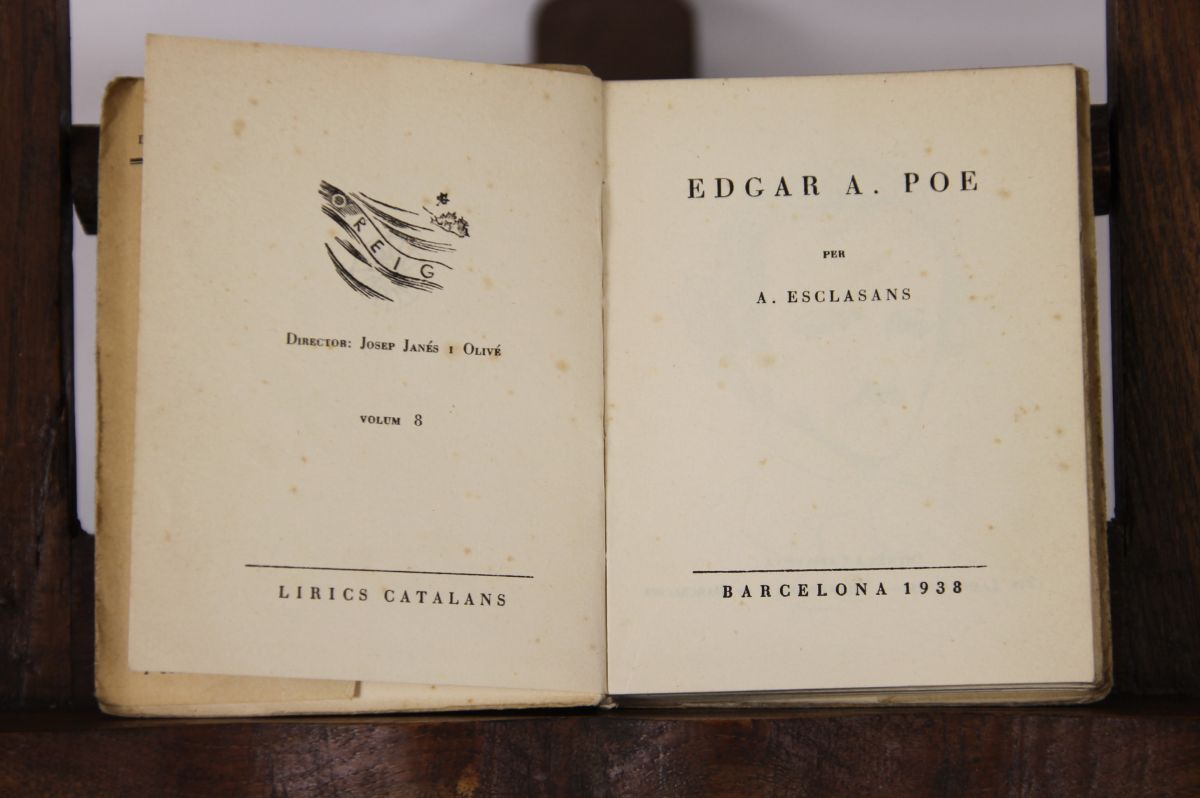 OREIG
DIRECTOR: JOSEP JANÉS I OLIVÉ
VOLUM 8
LIRICS CATALANS
EDGAR A. POE
PER
A. ESCLASANS
BARCELONA 1938